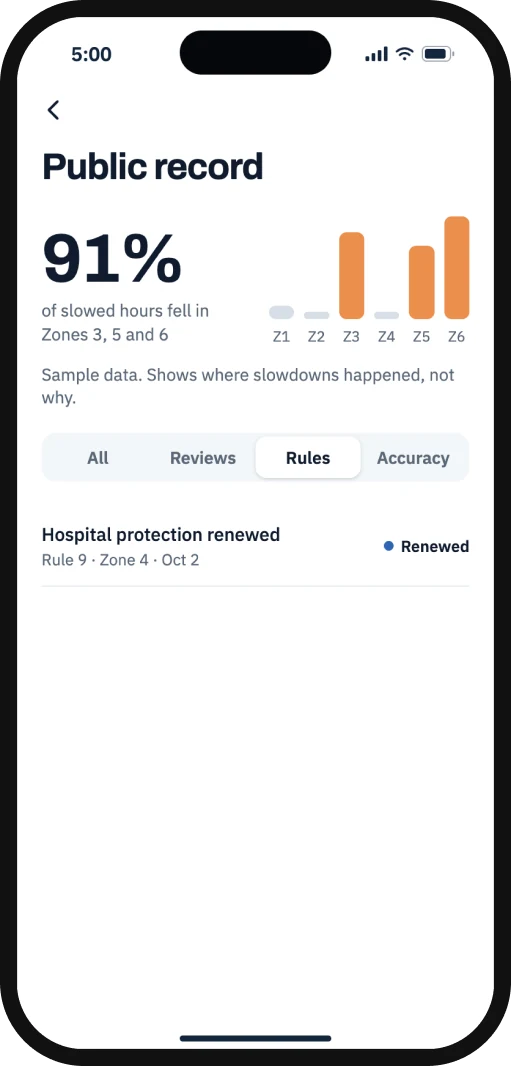 5:00
Public record
91%
of slowed hours fell in
Zones 3, 5 and 6
Z1 Z2 Z3 Z4 Z5 Z6
Sample data. Shows where slowdowns happened, not
why.
All Reviews Rules Accuracy
Hospital protection renewed
Rule 9 · Zone 4 · Oct 2
Renewed